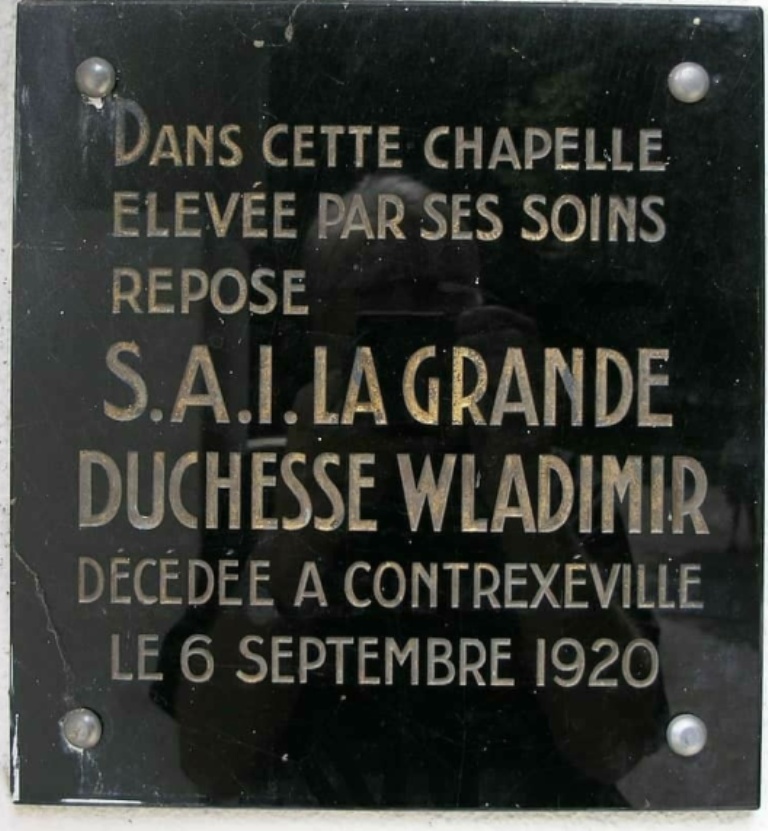 DANS CETTE CHAPELLE
ELEVÉE PAR SES SOINS
REPOSE
S.A.I. LA GRANDE
DUCHESSE WLADIMIR
DÉCÉDÉE A CONTREXÉVILLE
LE 6 SEPTEMBRE 1920